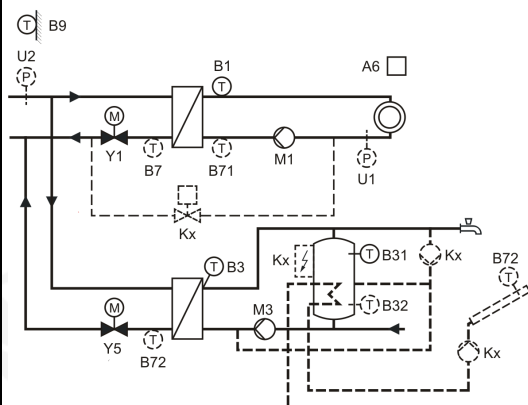 T B9
U2
P
B1
T
A6
M
Y1
T
B7
T
B71
M1
P
U1
Kx
Kx
T B31
Kx
B72
T
T B3
M
Y5
T
B72
M3
T B32
Kx